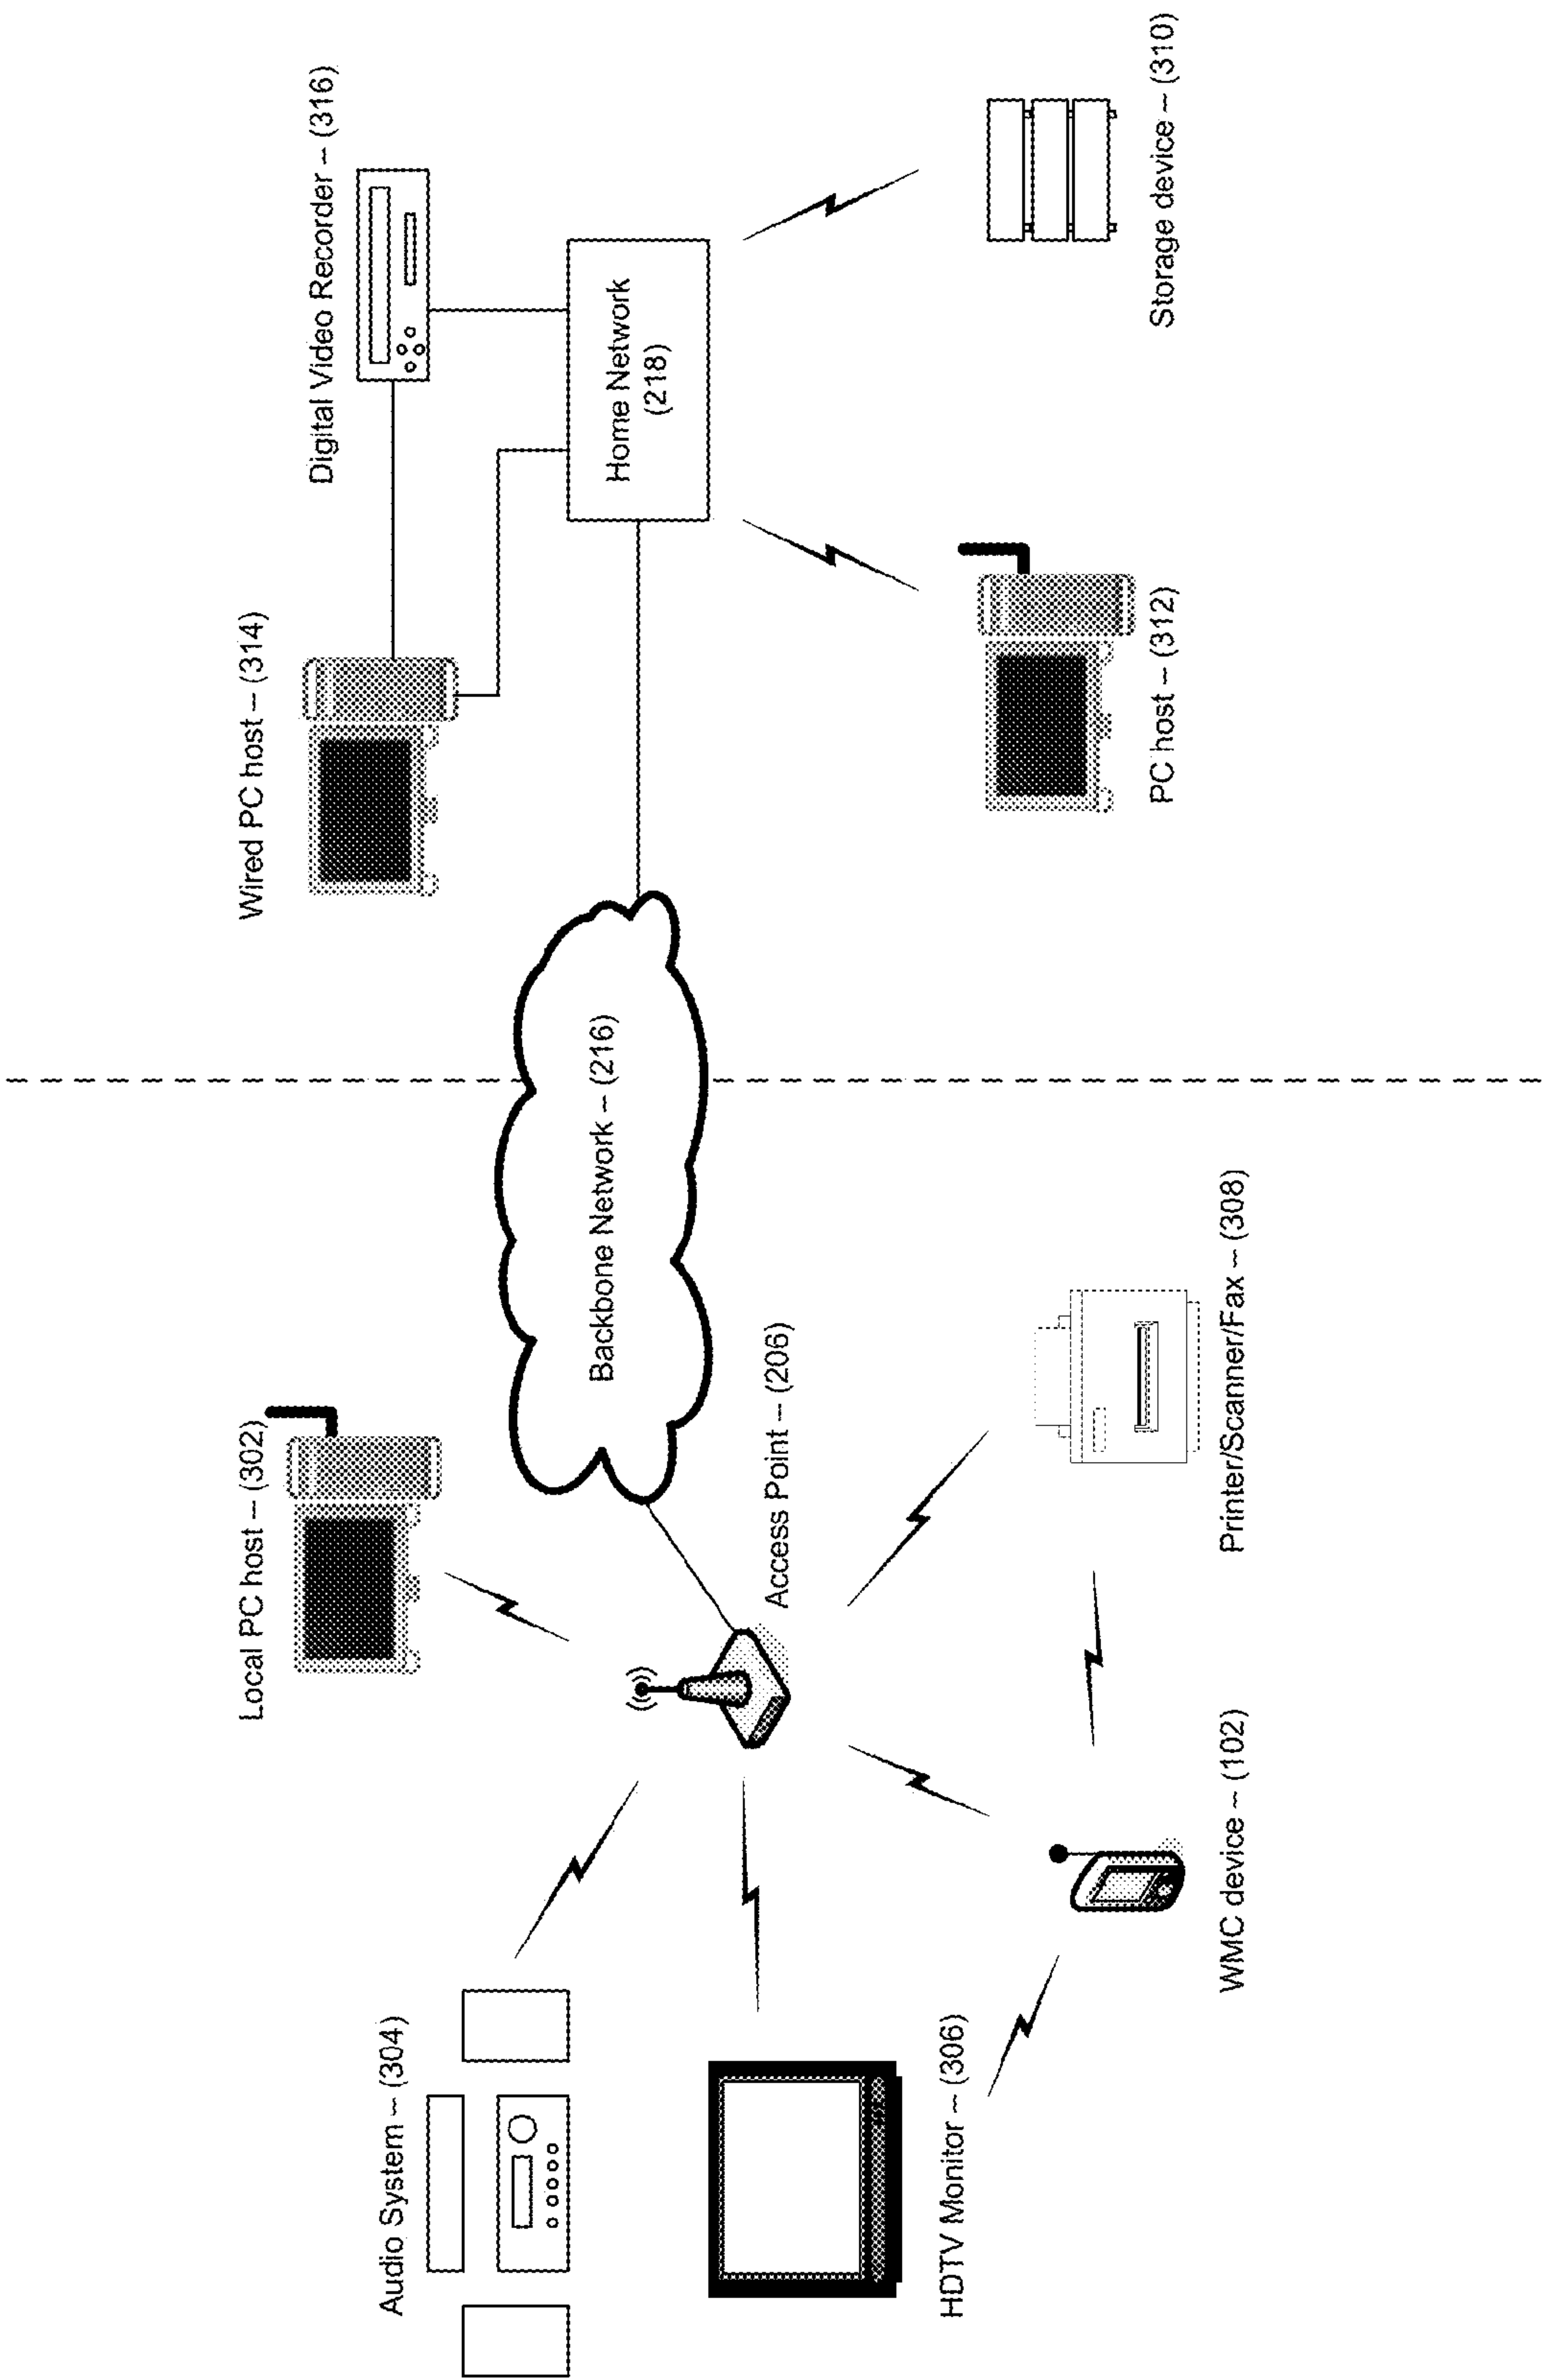 Local PC host – (302)
Wired PC host – (314)
Digital Video Recorder – (316)
Audio System – (304)
Backbone Network – (216)
Home Network
(218)
Access Point – (206)
HDTV Monitor – (306)
PC host – (312)
Storage device – (310)
WMC device – (102)
Printer/Scanner/Fax – (308)